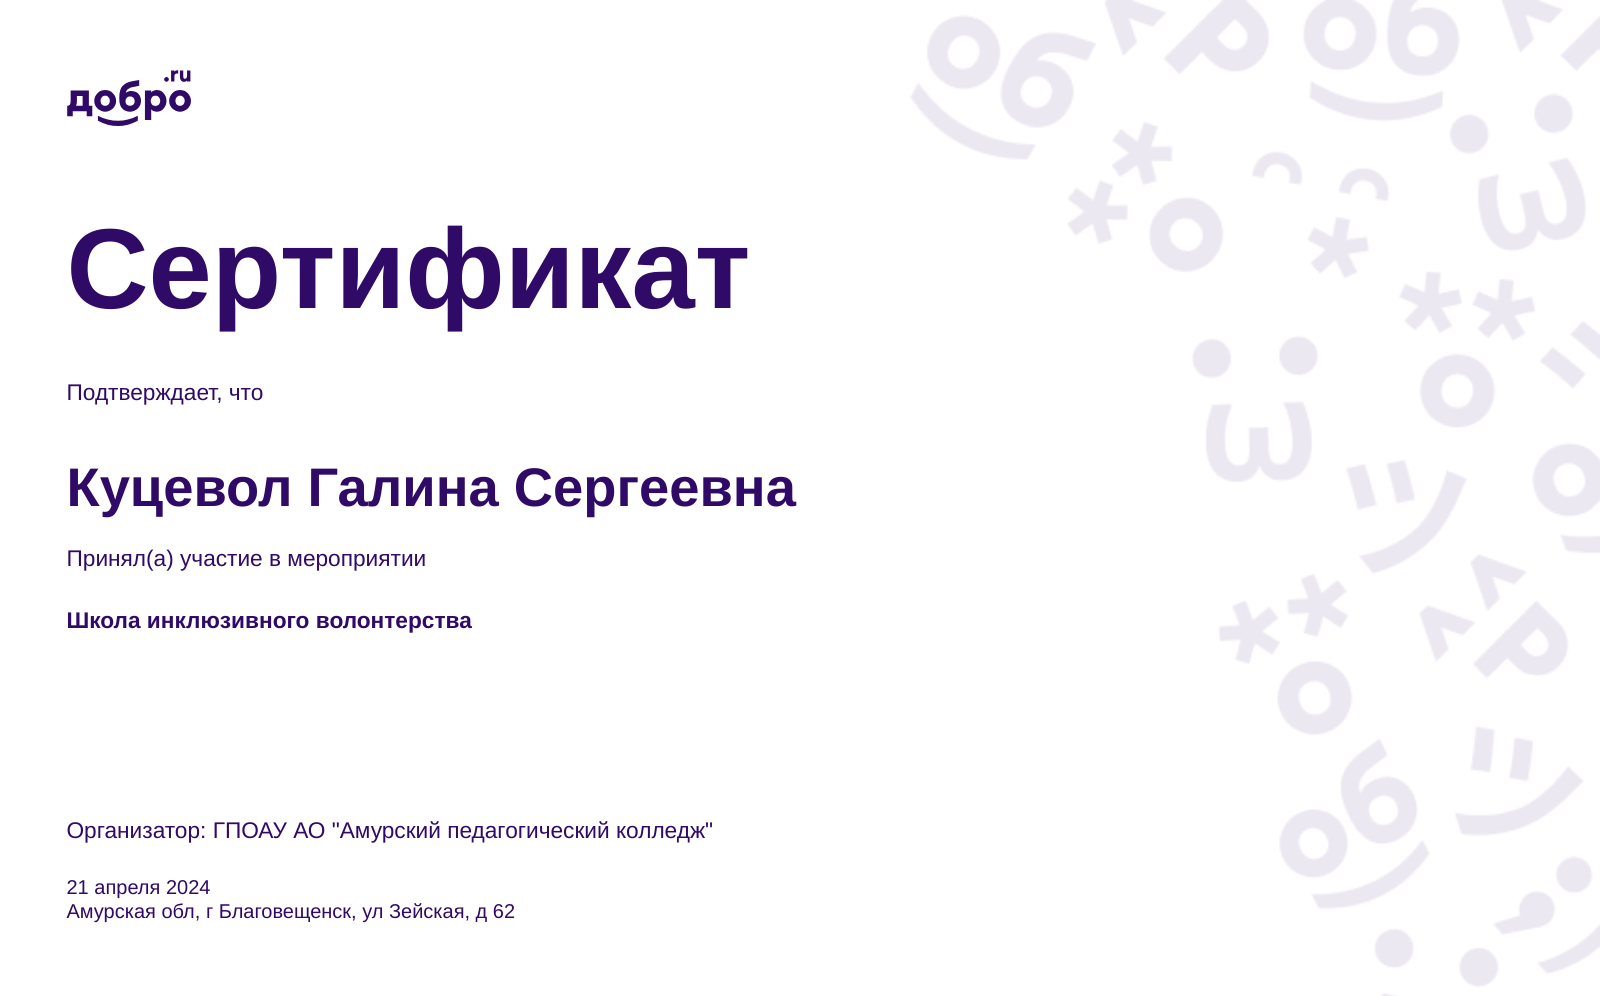 .ru
добро
Сертификат
Подтверждает, что
Куцевол Галина Сергеевна
Принял(а) участие в мероприятии
Школа инклюзивного волонтерства
Организатор: ГПОАУ АО "Амурский педагогический колледж"
21 апреля 2024
Амурская обл, г Благовещенск, ул Зейская, д 62